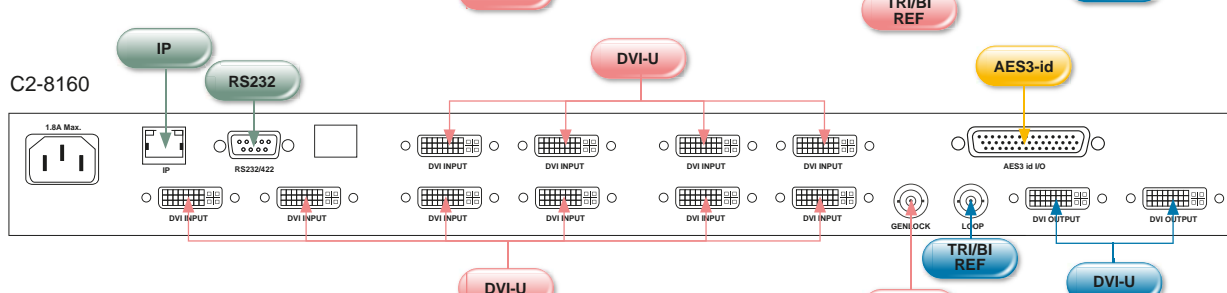 TRI/BI
REF
IP
DVI-U
AES3-id
RS232
C2-8160
1.8A Max.
IP
RS232/422
DVI INPUT
DVI INPUT
DVI INPUT
DVI INPUT
AES3 id I/O
DVI INPUT
DVI INPUT
DVI INPUT
DVI INPUT
DVI INPUT
DVI INPUT
GENLOCK
LOOP
DVI OUTPUT
DVI OUTPUT
TRI/BI
REF
DVI-U
DVI-U